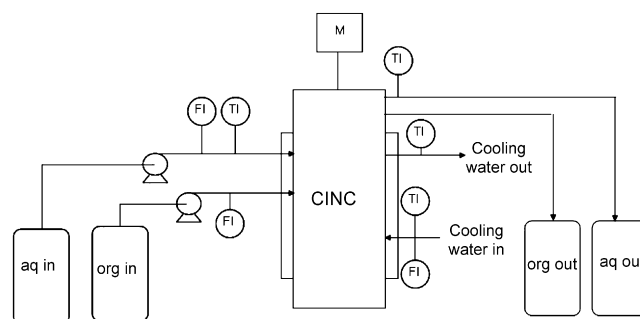 M
TI
FI
TI
TI
Cooling
water out
CINC
TI
FI
Cooling
water in
FI
aq in
org in
org out
aq ou